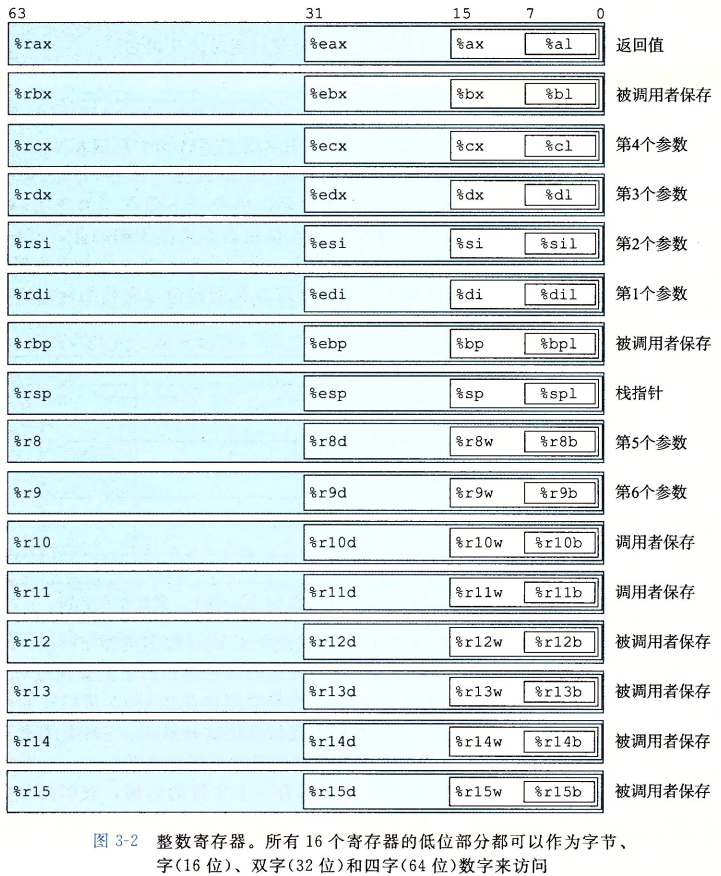 63 31 15 7 0
%rax %eax %ax %al 返回值
%rbx %ebx %bx %bl 被调用者保存
%rcx %ecx %cx %cl 第4个参数
%rdx %edx %dx %dl 第3个参数
%rsi %esi %si %sil 第2个参数
%rdi %edi %di %dil 第1个参数
%rbp %ebp %bp %bpl 被调用者保存
%rsp %esp %sp %spl 栈指针
%r8 %r8d %r8w %r8b 第5个参数
%r9 %r9d %r9w %r9b 第6个参数
%r10 %r10d %r10w %r10b 调用者保存
%r11 %r11d %r11w %r11b 调用者保存
%r12 %r12d %r12w %r12b 被调用者保存
%r13 %r13d %r13w %r13b 被调用者保存
%r14 %r14d %r14w %r14b 被调用者保存
%r15 %r15d %r15w %r15b 被调用者保存
图 3-2 整数寄存器。所有 16 个寄存器的低位部分都可以作为字节、
字(16 位)、双字(32 位)和四字(64 位)数字来访问